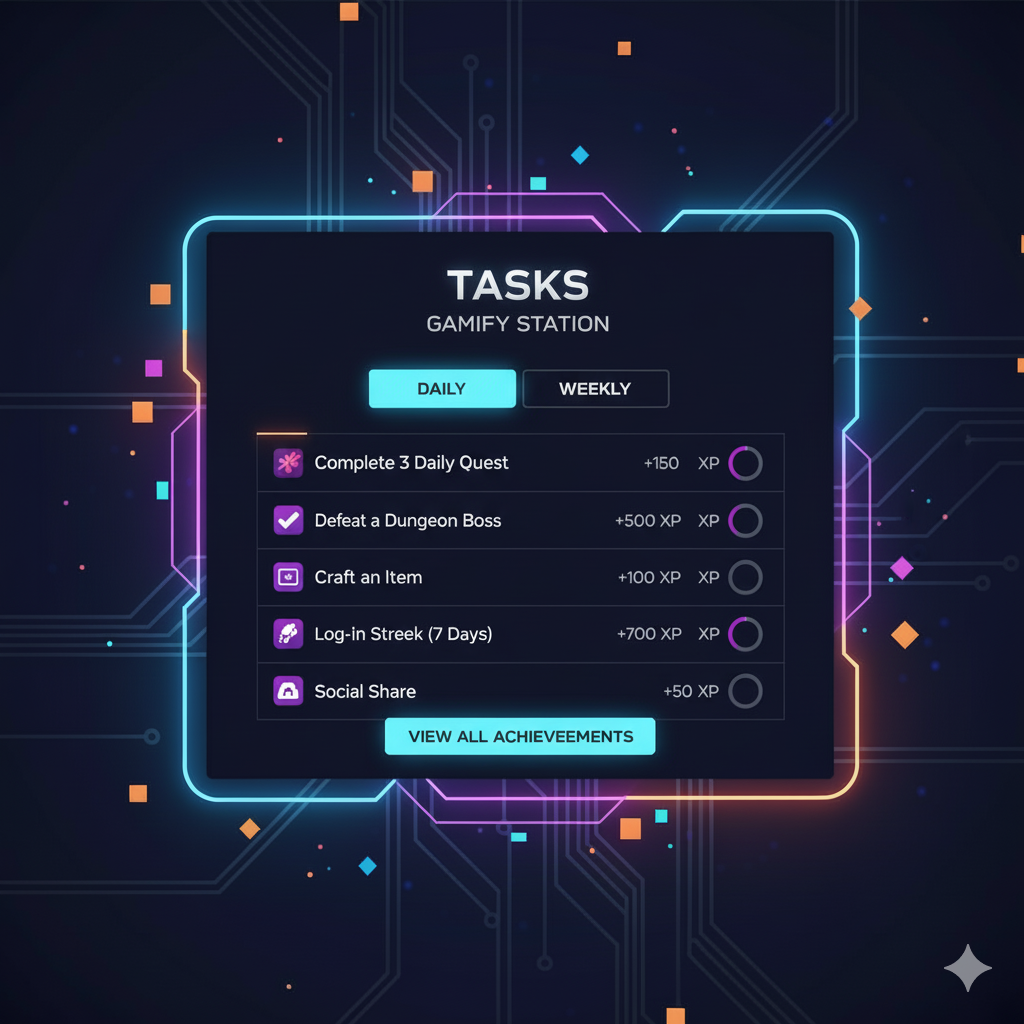 TASKS
GAMIFY STATION
DAILY WEEKLY
Complete 3 Daily Quest +150 XP
Defeat a Dungeon Boss +500 XP XP
Craft an Item +100 XP XP
Log-in Streek (7 Days) +700 XP XP
Social Share +50 XP
VIEW ALL ACHIEVEEMENTS